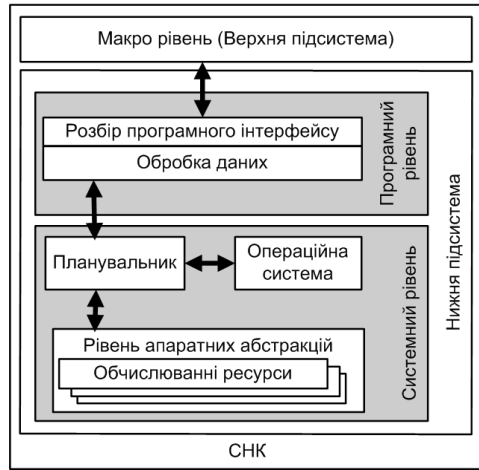 Макро рівень (Верхня підсистема)
Розбір програмного інтерфейсу
Обробка даних
Програмний
рівень
Планувальник
Операційна
система
Рівень апаратних абстракцій
Обчислюванні ресурси
Системний рівень
Нижня підсистема
СНК